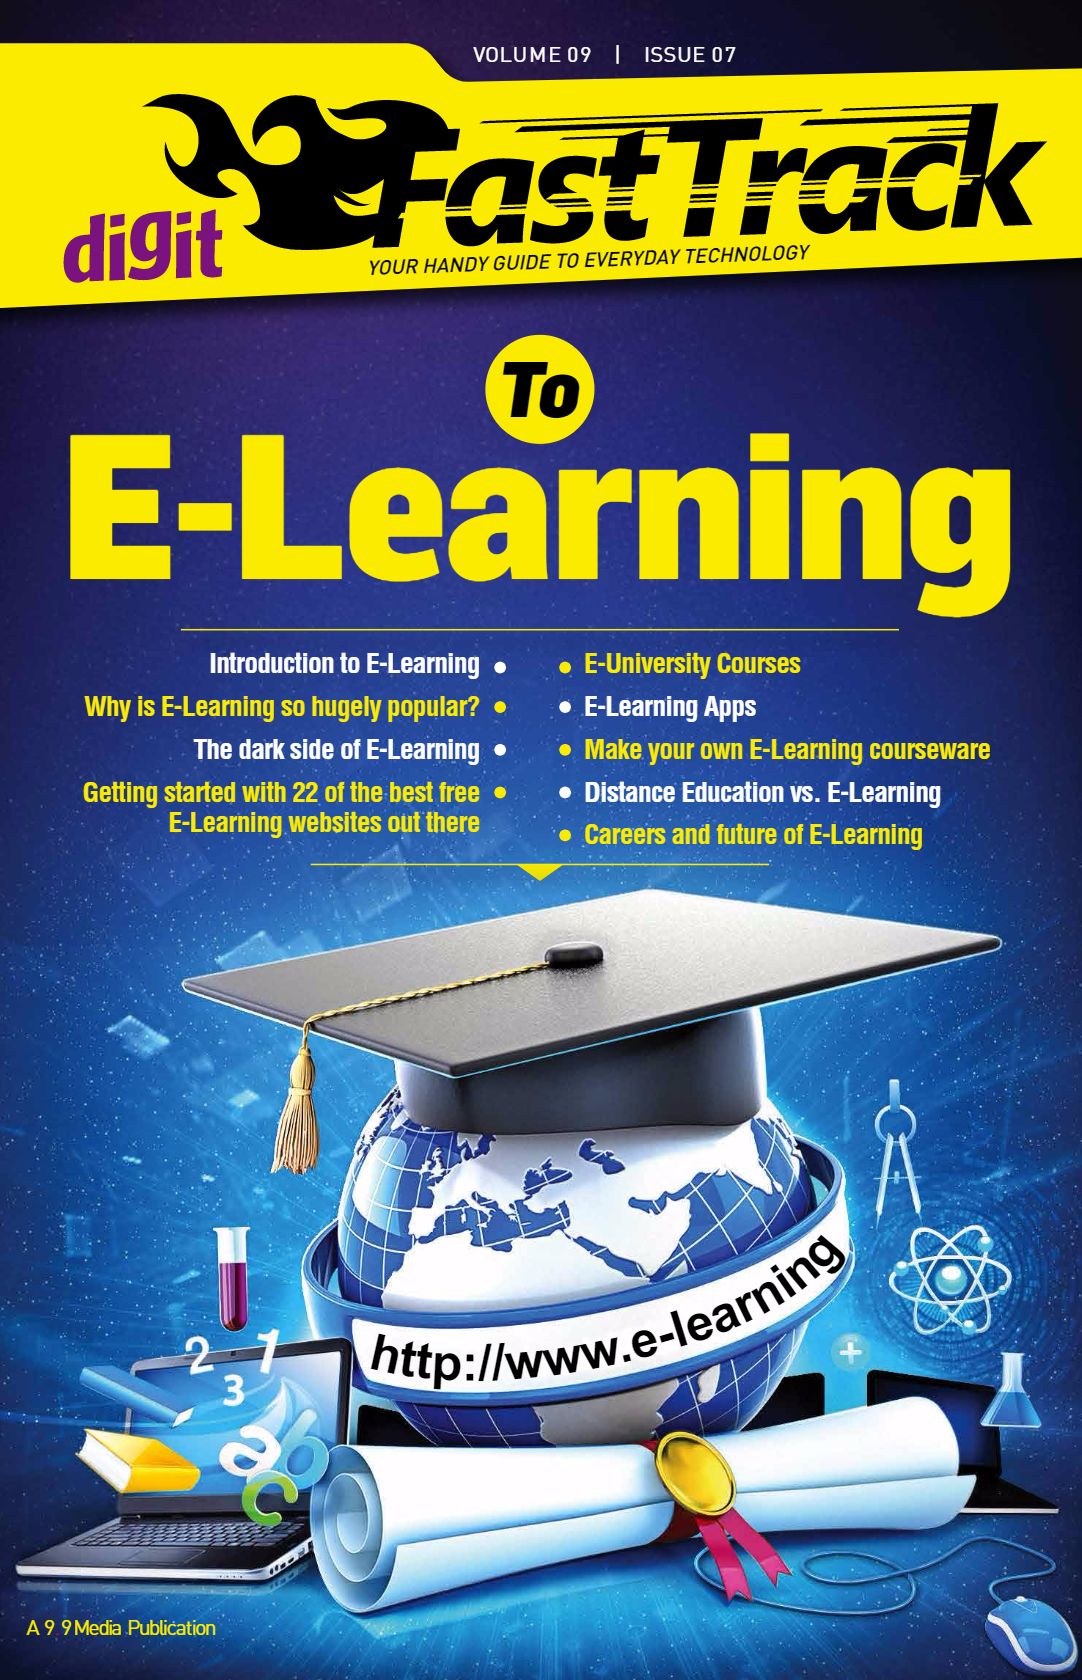 VOLUME 09 | ISSUE 07
digit
Fast Track
YOUR HANDY GUIDE TO EVERYDAY TECHNOLOGY
To
E-Learning
Introduction to E-Learning •
Why is E-Learning so hugely popular? •
The dark side of E-Learning •
Getting started with 22 of the best free •
E-Learning websites out there
• E-University Courses
• E-Learning Apps
• Make your own E-Learning courseware
• Distance Education vs. E-Learning
• Careers and future of E-Learning
http://www.e-learning
2 1
3
a b
c
A 9 9Media Publication